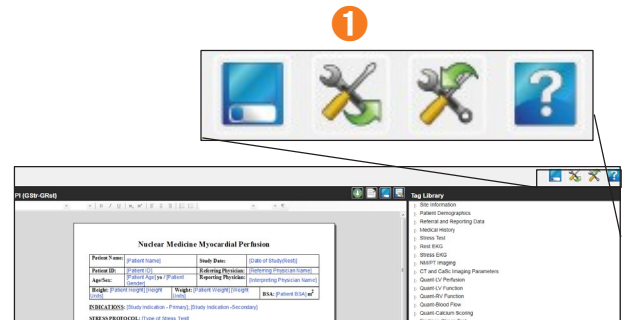 1
?
PI (GStr-GRst)
Tag Library
Site Information
Patient Demographics
Referral and Reporting Data
Medical History
Stress Test
Rest EKG
Stress EKG
NM/PT Imaging
CT and CaSc Imaging Parameters
Quant-LV Perfusion
Quant-LV Function
Quant-RV Function
Quant-Blood Flow
Quant-Calcium Scoring
Nuclear Medicine Myocardial Perfusion
Patient Name: [Patient Name] Study Date: [Date of Study(Rest)]
Patient ID: [Patient ID] Referring Physician: [Referring Physician Name]
Age/Sex: [Patient Age] yo / [Patient Gender] Reporting Physician: [Interpreting Physician Name]
Height: [Patient Height] [Height Units] Weight: [Patient Weight] [Weight Units] BSA: [Patient BSA] m2
INDICATIONS: [Study Indication - Primary], [Study Indication -Secondary]
STRESS PROTOCOL: [Type of Stress Test]